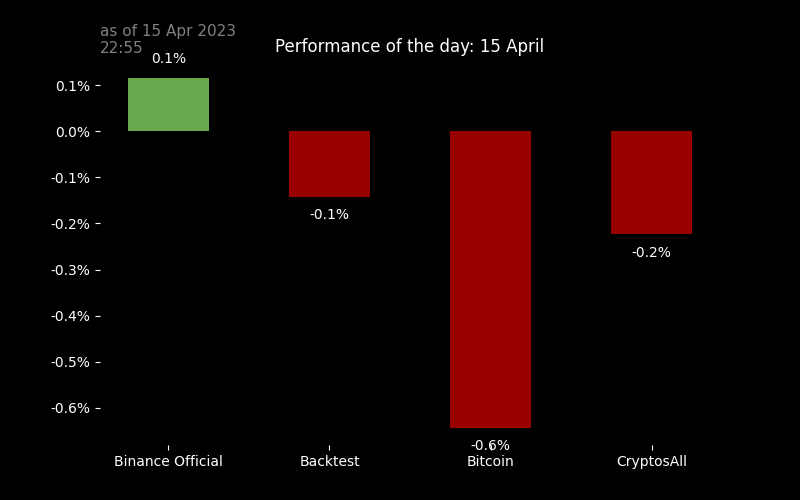 as of 15 Apr 2023
22:55
Performance of the day: 15 April
0.1%
0.1%
0.0%
-0.1%
-0.2%
-0.3%
-0.4%
-0.5%
-0.6%
-0.1%
-0.6%
-0.2%
Binance Official
Backtest
Bitcoin
CryptosAll